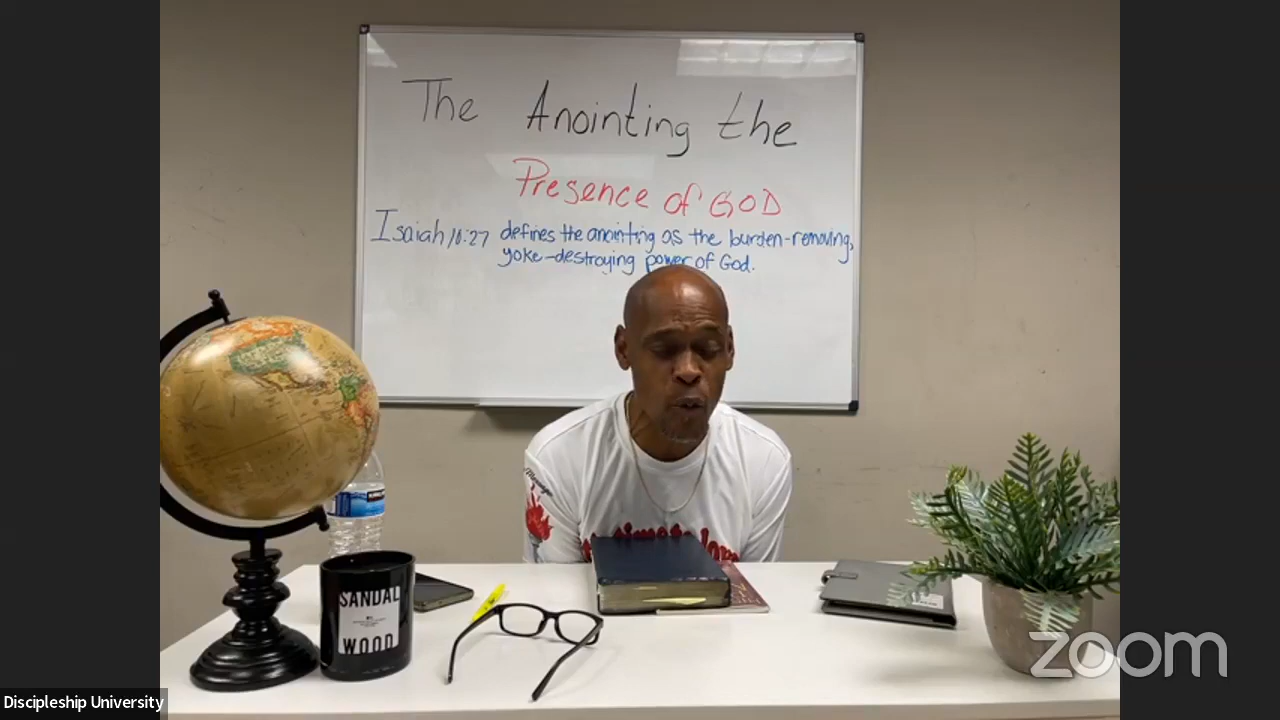 The Anointing the
Presence of GOD
Isaiah 10:27 defines the anointing as the burden-removing,
yoke-destroying power of God.
SANDAL
WOOD
zoom
Discipleship University